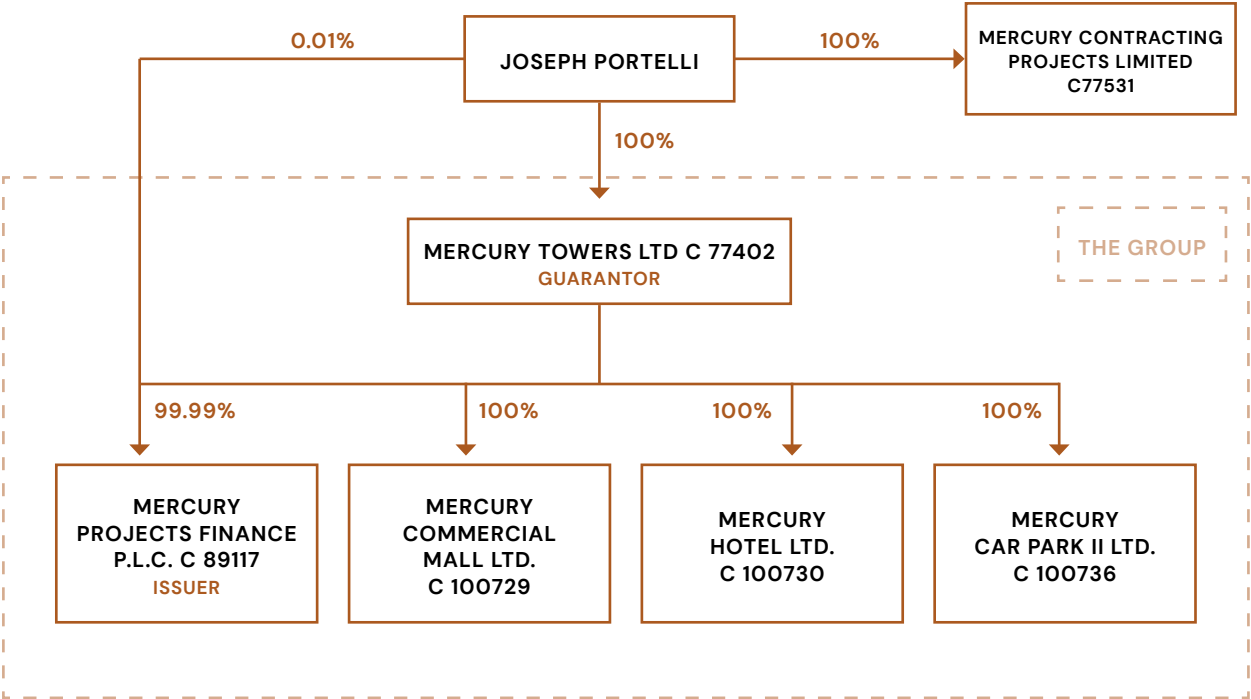 0.01%
JOSEPH PORTELLI
100%
MERCURY CONTRACTING
PROJECTS LIMITED
C77531
100%
THE GROUP
MERCURY TOWERS LTD C 77402
GUARANTOR
99.99%
100%
100%
100%
MERCURY
PROJECTS FINANCE
P.L.C. C 89117
ISSUER
MERCURY
COMMERCIAL
MALL LTD.
C 100729
MERCURY
HOTEL LTD.
C 100730
MERCURY
CAR PARK II LTD.
C 100736